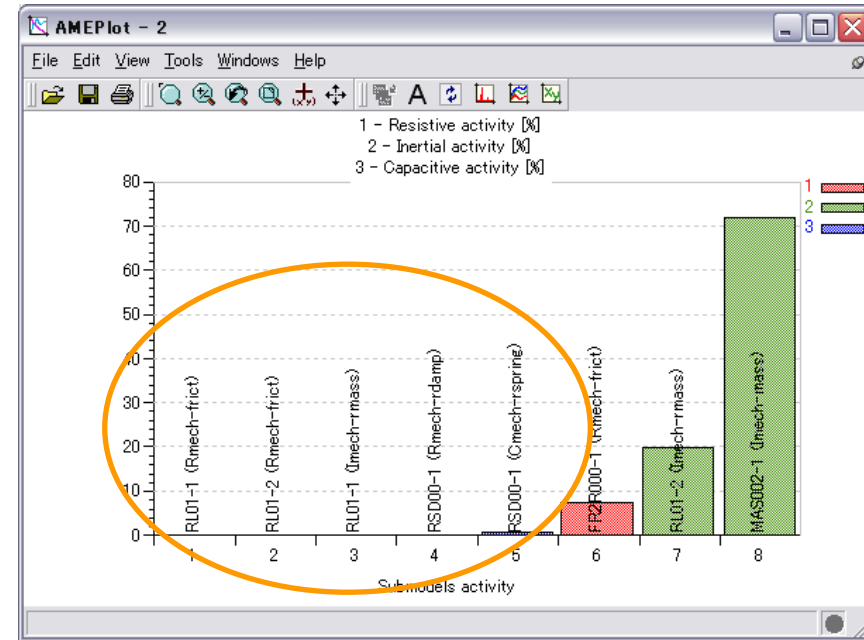 AMEPlot - 2
File Edit View Tools Windows Help
(x,y) A Xy
1 - Resistive activity [%]
2 - Inertial activity [%]
3 - Capacitive activity [%]
80
70
60
50
40
30
20
10
0
1
2
3
RL01-1 (Rmech-frict)
RL01-2 (Rmech-frict)
RL01-1 (Imech-rmass)
RSD00-1 (Rmech-rdamp)
RSD00-1 (Cmech-rspring)
FR2R000-1 (Rmech-frict)
RL01-2 (Imech-rmass)
MAS002-1 (Imech-mass)
1 2 3 4 5 6 7 8
Submodels activity